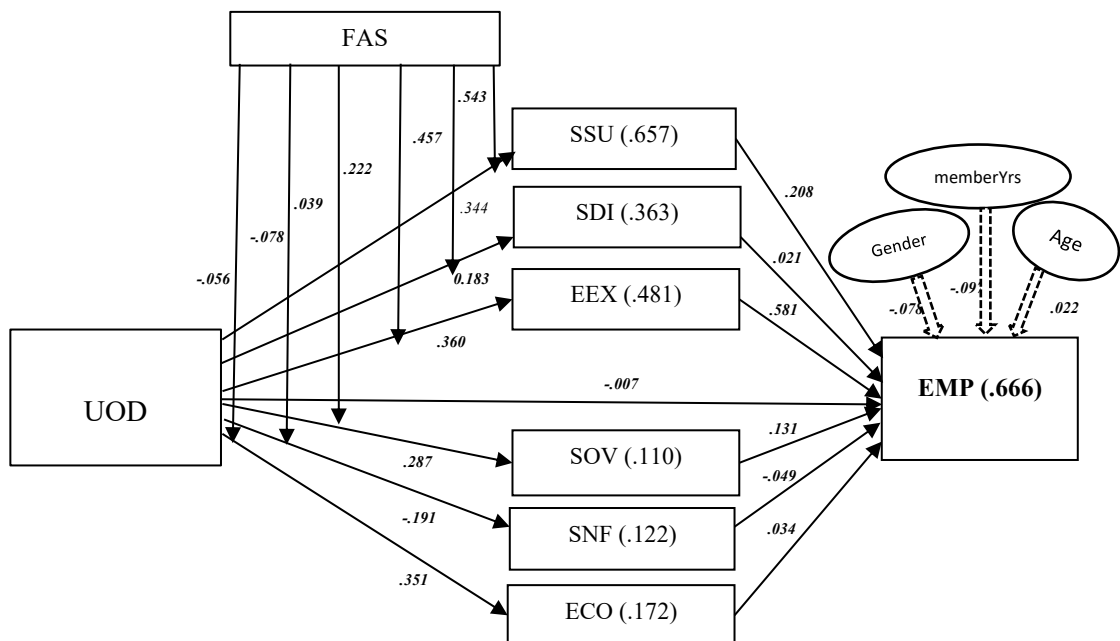 FAS
.543
.457
.222
.039
-.078
-.056
SSU (.657)
.344
.208
SDI (.363)
0.183
.021
EEX (.481)
.360
.581
memberYrs
Gender
Age
-.078
-.09
.022
UOD
-.007
EMP (.666)
SOV (.110)
.287
.131
SNF (.122)
-.191
-.049
ECO (.172)
.351
.034